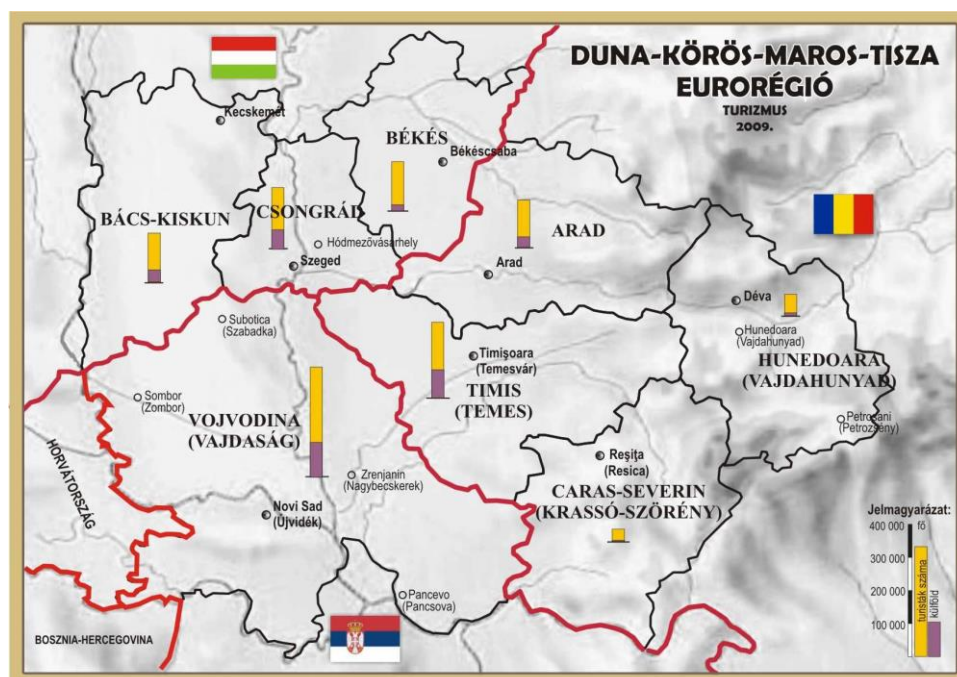 DUNA-KÖRÖS-MAROS-TISZA
EURORÉGIÓ
TURIZMUS
2009.
Kecskemét
BÉKÉS
Békéscsaba
BÁCS-KISKUN
CSONGRÁD
Hódmezővásárhely
Szeged
ARAD
Arad
Déva
Hunedoara
(Vajdahunyad)
HUNEDOARA
(VAJDAHUNYAD)
Petrosani
(Petrozsény)
Subotica
(Szabadka)
Timişoara
(Temesvár)
TIMIS
(TEMES)
Sombor
(Zombor)
VOJVODINA
(VAJDASÁG)
Zrenjanin
(Nagybecskerek)
Reşiţa
(Resica)
CARAS-SEVERIN
(KRASSÓ-SZÖRÉNY)
HORVÁTORSZÁG
Novi Sad
(Újvidék)
Pancevo
(Pancsova)
BOSZNIA-HERCEGOVINA
Jelmagyarázat:
400 000 fő
300 000
200 000
100 000
turisták száma
külföld